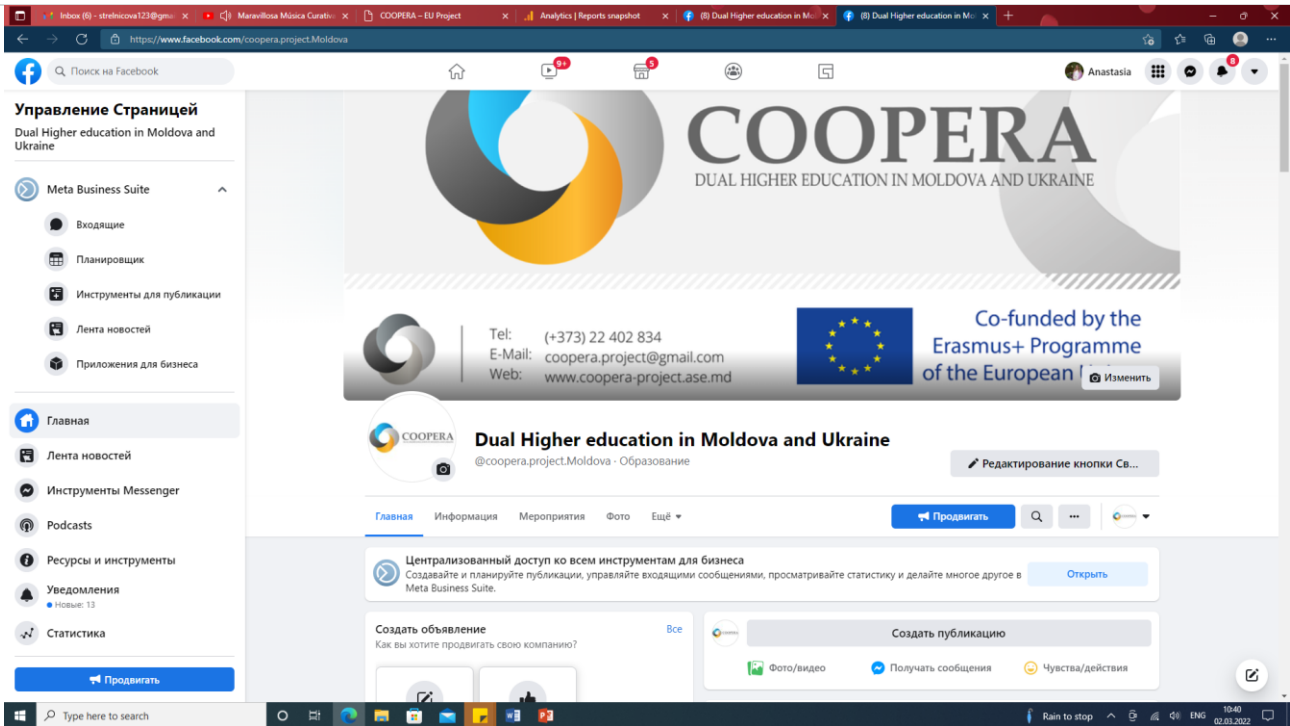 Inbox (6) - strelnicova123@gma
Maravillosa Música Curativ
COOPERA – EU Project
Analytics | Reports snapshot
(8) Dual Higher education in Mo
(8) Dual Higher education in Mo
https://www.facebook.com/coopera.project.Moldova
Поиск на Facebook
9+
5
Anastasia
8
Управление Страницей
Dual Higher education in Moldova and
Ukraine
Meta Business Suite
Входящие
Планировщик
Инструменты для публикации
Лента новостей
Приложения для бизнеса
Главная
Лента новостей
Инструменты Messenger
Podcasts
Ресурсы и инструменты
Уведомления
Новые: 13
Статистика
Продвигать
COOPERA
DUAL HIGHER EDUCATION IN MOLDOVA AND UKRAINE
Tel: (+373) 22 402 834
E-Mail: coopera.project@gmail.com
Web: www.coopera-project.ase.md
Co-funded by the
Erasmus+ Programme
of the European
Изменить
COOPERA
Dual Higher education in Moldova and Ukraine
@coopera.project.Moldova · Образование
Редактирование кнопки Св...
Главная Информация Мероприятия Фото Ещё
Продвигать
Централизованный доступ ко всем инструментам для бизнеса
Создавайте и планируйте публикации, управляйте входящими сообщениями, просматривайте статистику и делайте многое другое в
Meta Business Suite.
Открыть
Создать объявление
Все
Как вы хотите продвигать свою компанию?
Создать публикацию
Фото/видео
Получать сообщения
Чувства/действия
Type here to search
Rain to stop
ENG
10:40
02.03.2022